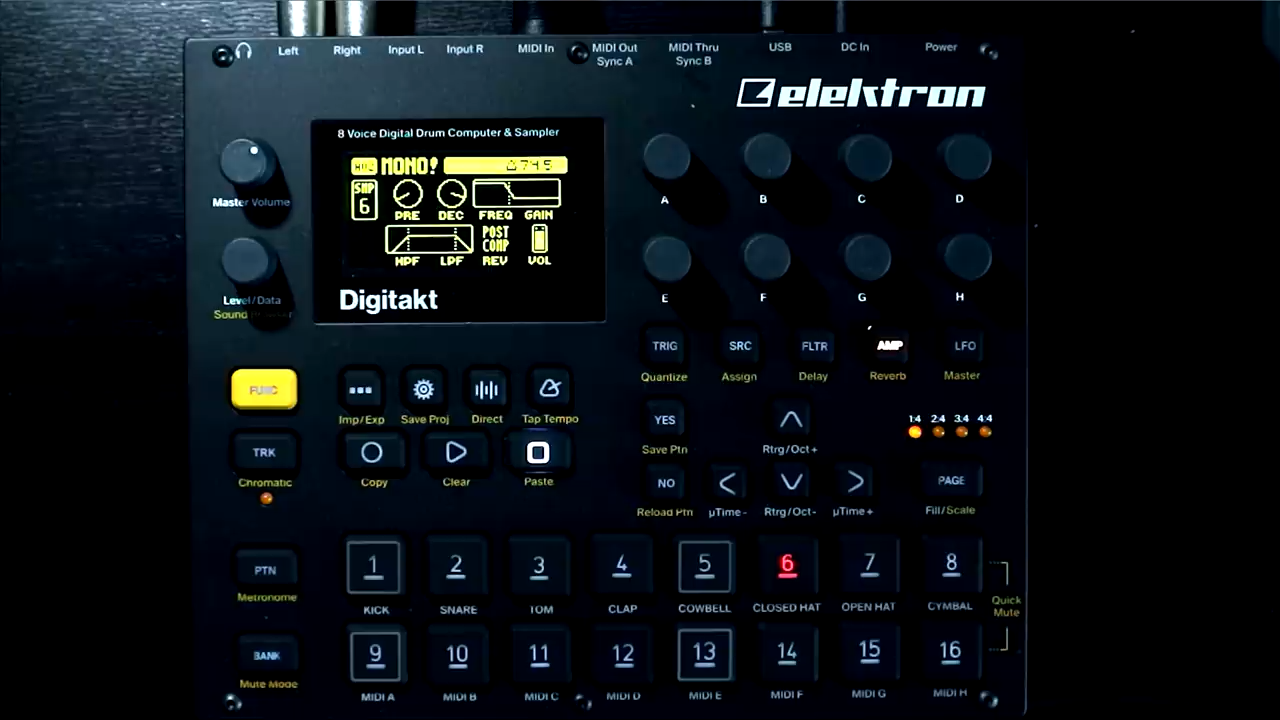 Left Right Input L Input R MIDI In MIDI Out MIDI Thru USB DC In Power
Sync A Sync B
elektron
8 Voice Digital Drum Computer & Sampler
MONO! 745
SMP
6
PRE DEC FREQ GAIN
POST
COMP
HPF LPF REV VOL
Digitakt
Master Volume
Level/Data
A B C D
E F G H
TRIG SRC FLTR AMP LFO
Quantize Assign Delay Reverb Master
FUNC
Imp/Exp Save Proj Direct Tap Tempo
YES
1:4 2:4 3:4 4:4
Save Ptn Rtrg/Oct+
TRK
Chromatic Copy Clear Paste
NO PAGE
Reload Ptn µTime- Rtrg/Oct- µTime+ Fill/Scale
PTN
Metronome
1 2 3 4 5 6 7 8
KICK SNARE TOM CLAP COWBELL CLOSED HAT OPEN HAT CYMBAL
Quick
Mute
BANK
Mute Mode
9 10 11 12 13 14 15 16
MIDI A MIDI B MIDI C MIDI D MIDI E MIDI F MIDI G MIDI H